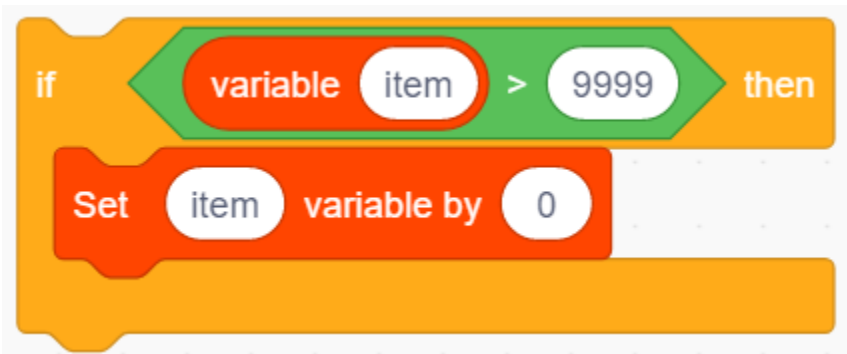 if variable item > 9999 then
Set item variable by 0